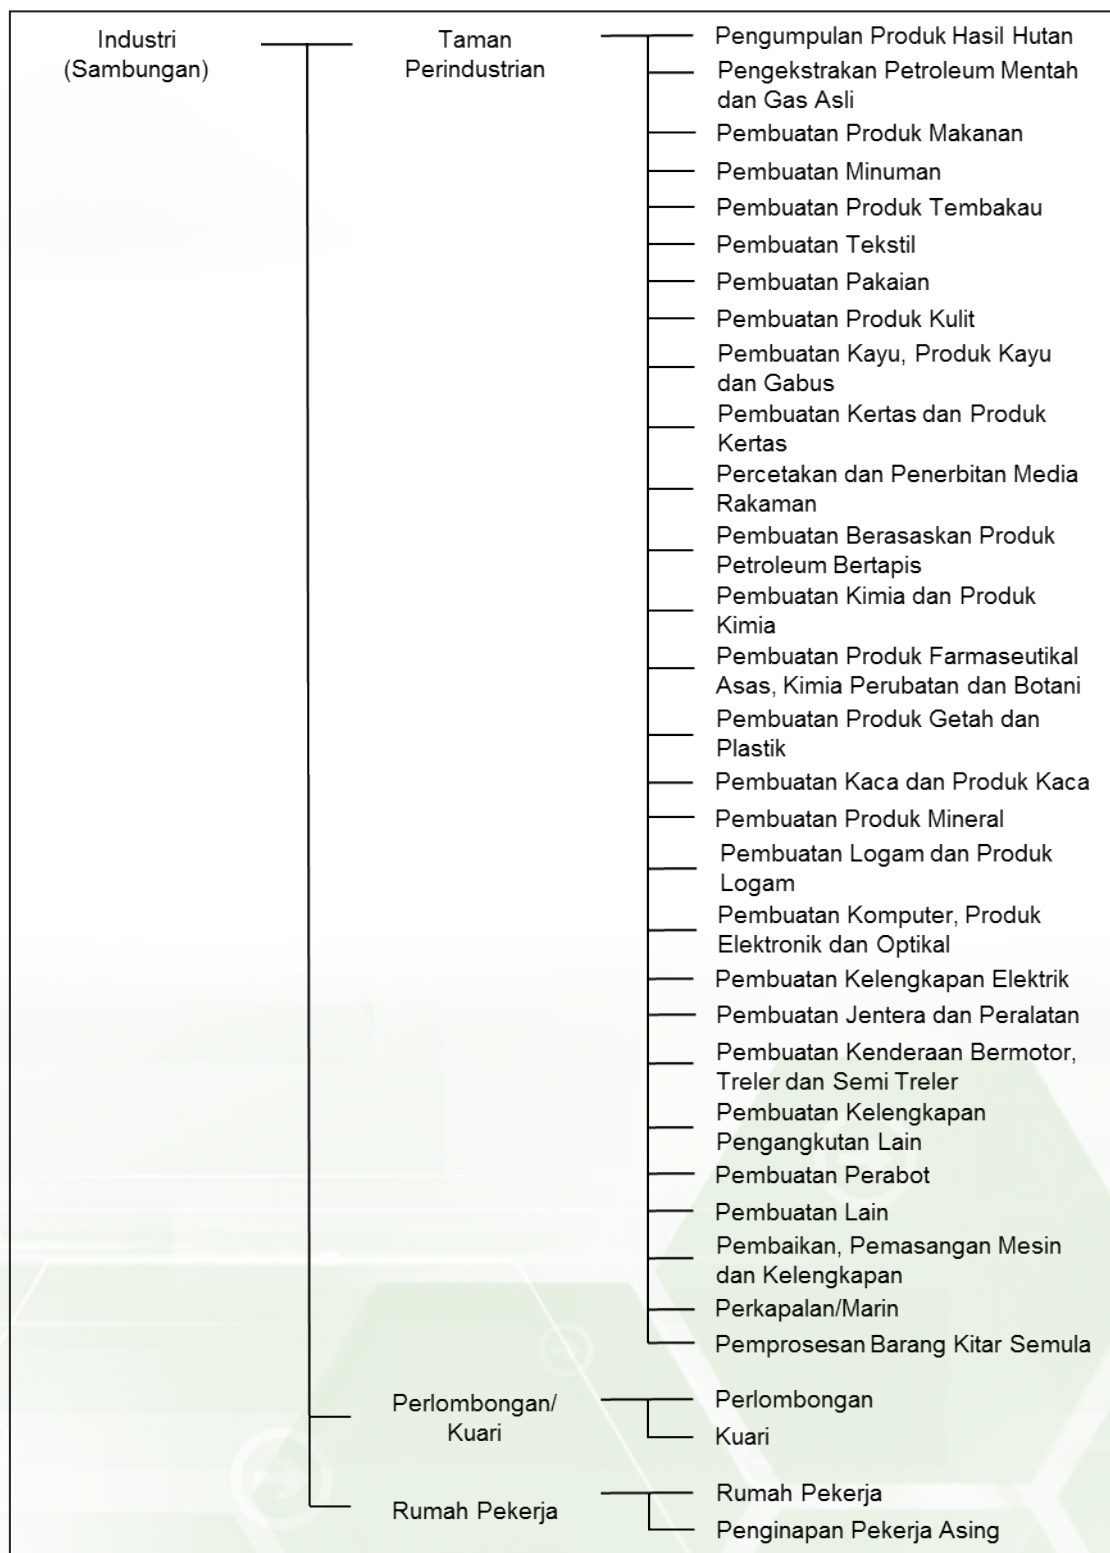 Industri
(Sambungan)
Taman
Perindustrian
Pengumpulan Produk Hasil Hutan
Pengekstrakan Petroleum Mentah
dan Gas Asli
Pembuatan Produk Makanan
Pembuatan Minuman
Pembuatan Produk Tembakau
Pembuatan Tekstil
Pembuatan Pakaian
Pembuatan Produk Kulit
Pembuatan Kayu, Produk Kayu
dan Gabus
Pembuatan Kertas dan Produk
Kertas
Percetakan dan Penerbitan Media
Rakaman
Pembuatan Berasaskan Produk
Petroleum Bertapis
Pembuatan Kimia dan Produk
Kimia
Pembuatan Produk Farmaseutikal
Asas, Kimia Perubatan dan Botani
Pembuatan Produk Getah dan
Plastik
Pembuatan Kaca dan Produk Kaca
Pembuatan Produk Mineral
Pembuatan Logam dan Produk
Logam
Pembuatan Komputer, Produk
Elektronik dan Optikal
Pembuatan Kelengkapan Elektrik
Pembuatan Jentera dan Peralatan
Pembuatan Kenderaan Bermotor,
Treler dan Semi Treler
Pembuatan Kelengkapan
Pengangkutan Lain
Pembuatan Perabot
Pembuatan Lain
Pembaikan, Pemasangan Mesin
dan Kelengkapan
Perkapalan/Marin
Pemprosesan Barang Kitar Semula
Perlombongan/
Kuari
Perlombongan
Kuari
Rumah Pekerja
Rumah Pekerja
Penginapan Pekerja Asing